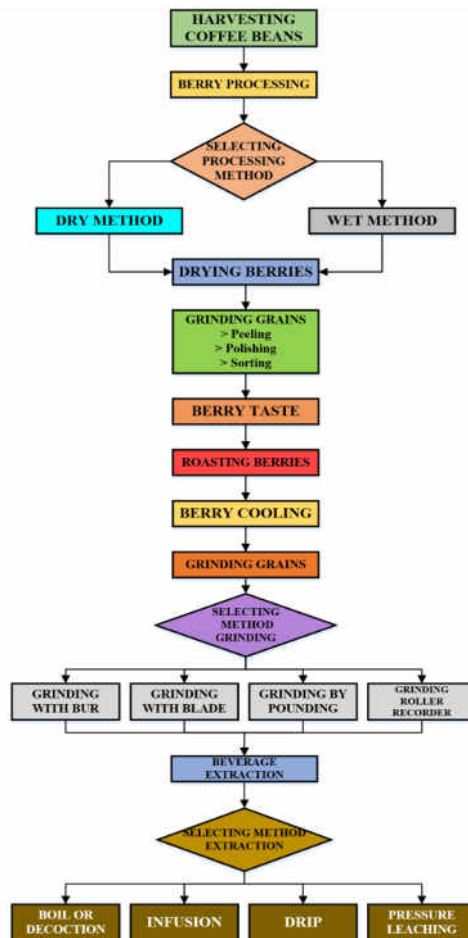 HARVESTING
COFFEE BEANS
BERRY PROCESSING
SELECTING
PROCESSING
METHOD
DRY METHOD
WET METHOD
DRYING BERRIES
GRINDING GRAINS
> Peeling
> Polishing
> Sorting
BERRY TASTE
ROASTING BERRIES
BERRY COOLING
GRINDING GRAINS
SELECTING
METHOD
GRINDING
GRINDING
WITH BUR
GRINDING
WITH BLADE
GRINDING BY
POUNDING
GRINDING
ROLLER
RECORDER
BEVERAGE
EXTRACTION
SELECTING METHOD
EXTRACTION
BOIL OR
DECOCTION
INFUSION
DRIP
PRESSURE
LEACHING